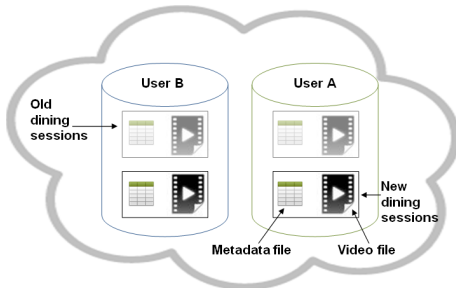 User B
User A
Old
dining
sessions
New
dining
sessions
Metadata file
Video file